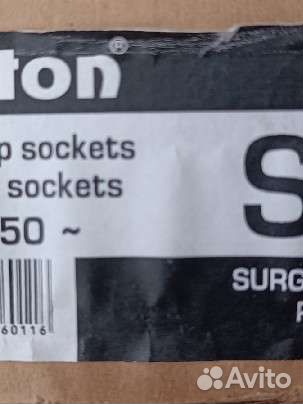 ton®
p sockets
sockets
50 ~
S
SURG
60116
Avito